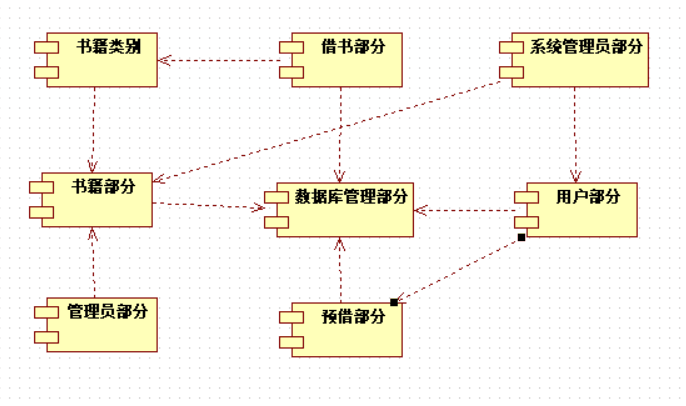 书籍类别
借书部分
系统管理员部分
书籍部分
数据库管理部分
用户部分
管理员部分
预借部分